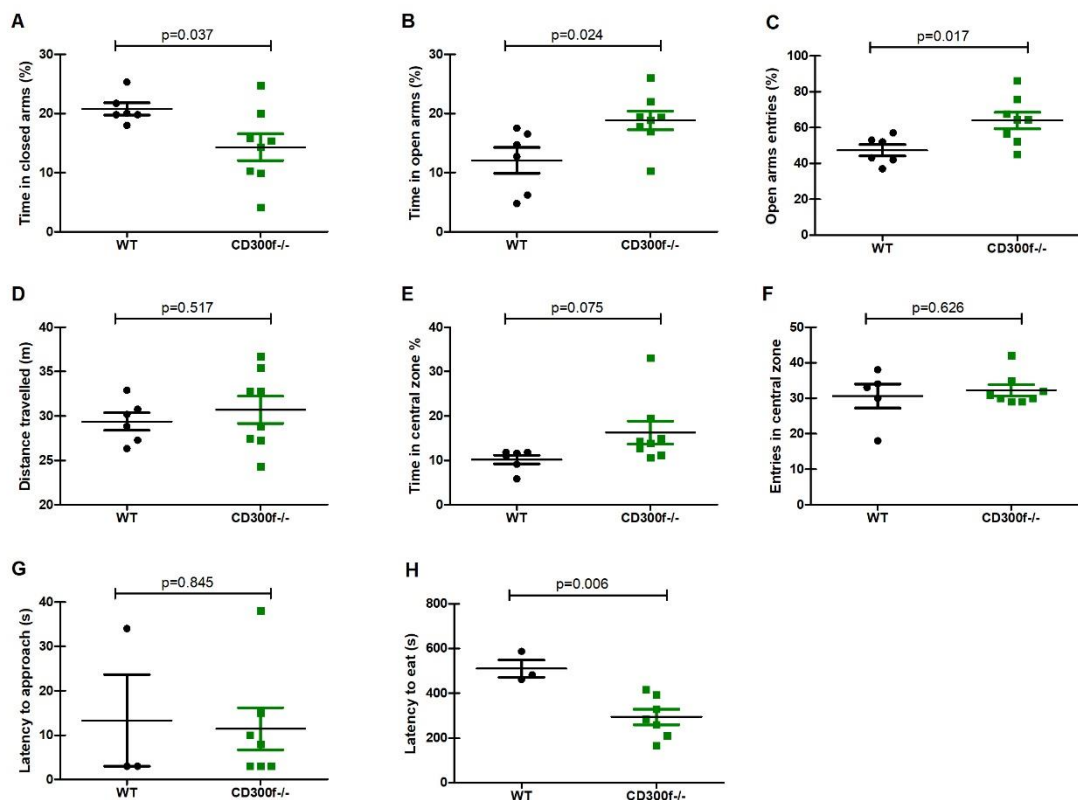 A
p=0.037
Time in closed arms (%)
30
20
10
0
WT
CD300f-/-
B
p=0.024
Time in open arms (%)
30
20
10
0
WT
CD300f-/-
C
p=0.017
Open arms entries (%)
100
80
60
40
20
0
WT
CD300f-/-
D
p=0.517
Distance travelled (m)
40
35
30
25
20
WT
CD300f-/-
E
p=0.075
Time in central zone %
40
30
20
10
0
WT
CD300f-/-
F
p=0.626
Entries in central zone
50
40
30
20
10
0
WT
CD300f-/-
G
p=0.845
Latency to approach (s)
40
30
20
10
0
WT
CD300f-/-
H
p=0.006
Latency to eat (s)
800
600
400
200
0
WT
CD300f-/-